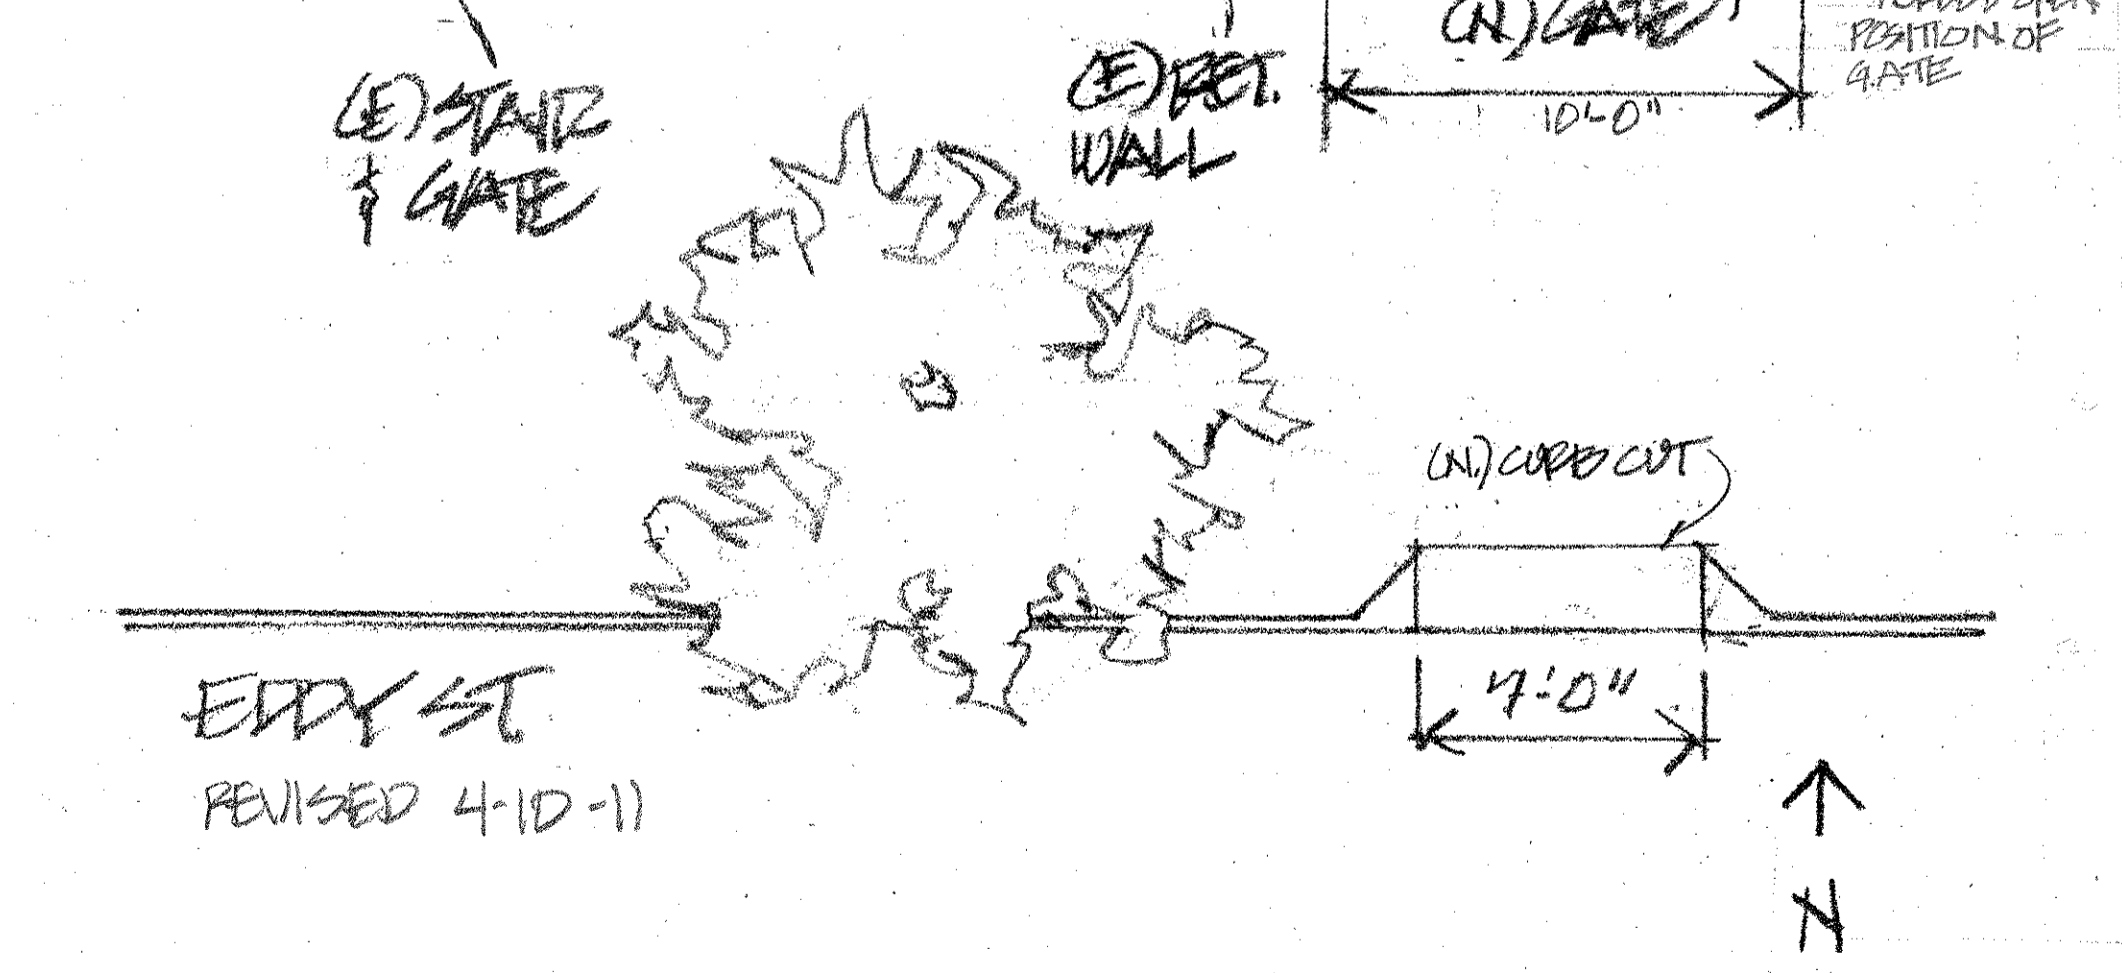 (N.) GATE
POSITION OF
GATE
10'-0"
(E) RET.
WALL
(E) STAIR
& GATE
(N.) CURB CUT
7'-0"
EDDY ST.
REVISED 4-10-11
N